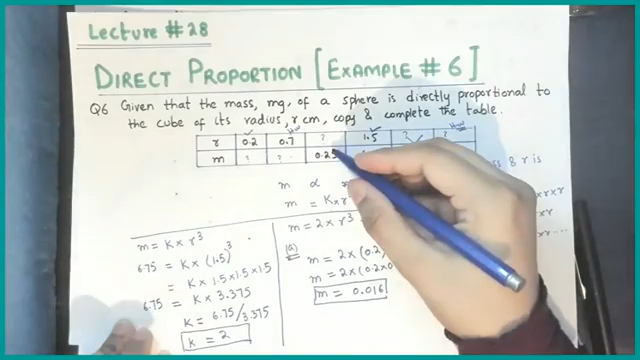 Lecture #28
DIRECT PROPORTION [EXAMPLE # 6]
Q6 Given that the mass, mg, of a sphere is directly proportional to
the cube of its radius, r cm, copy & complete the table.
r 0.2 0.7 ? 1.5 ? ?
m ? ? 0.25
& r is
m ∝
m = K×r
m = K × r³
6.75 = K × (1.5)³
= K × 1.5×1.5×1.5
6.75 = K × 3.375
K = 6.75/3.375
K = 2
m = 2×r³
(a)
m = 2×(0.2)
m = 2×(0.2×0
m = 0.016